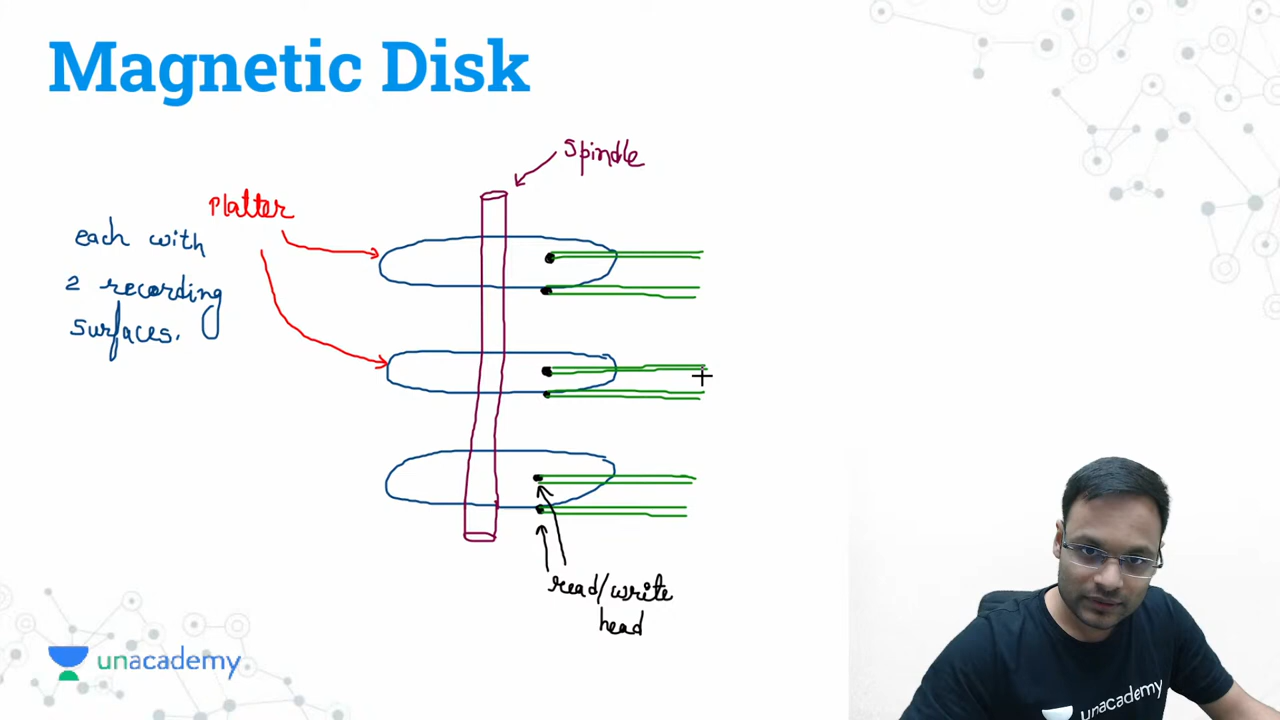 Magnetic Disk
Spindle
Platter
each with
2 recording
surfaces.
read/write
head
unacademy
unacademy